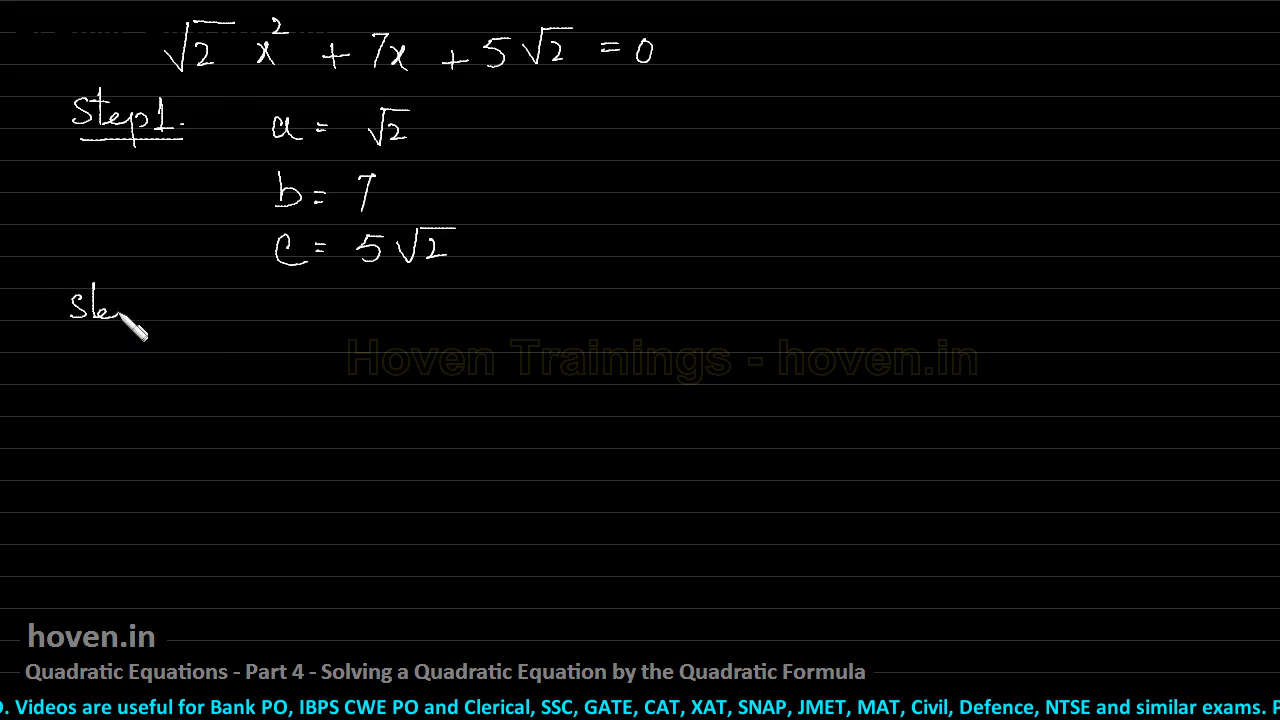 √2 x² + 7x + 5√2 = 0
Step1. a = √2
b = 7
c = 5√2
Ste
Hoven Trainings - hoven.in
hoven.in
Quadratic Equations - Part 4 - Solving a Quadratic Equation by the Quadratic Formula
. Videos are useful for Bank PO, IBPS CWE PO and Clerical, SSC, GATE, CAT, XAT, SNAP, JMET, MAT, Civil, Defence, NTSE and similar exams.